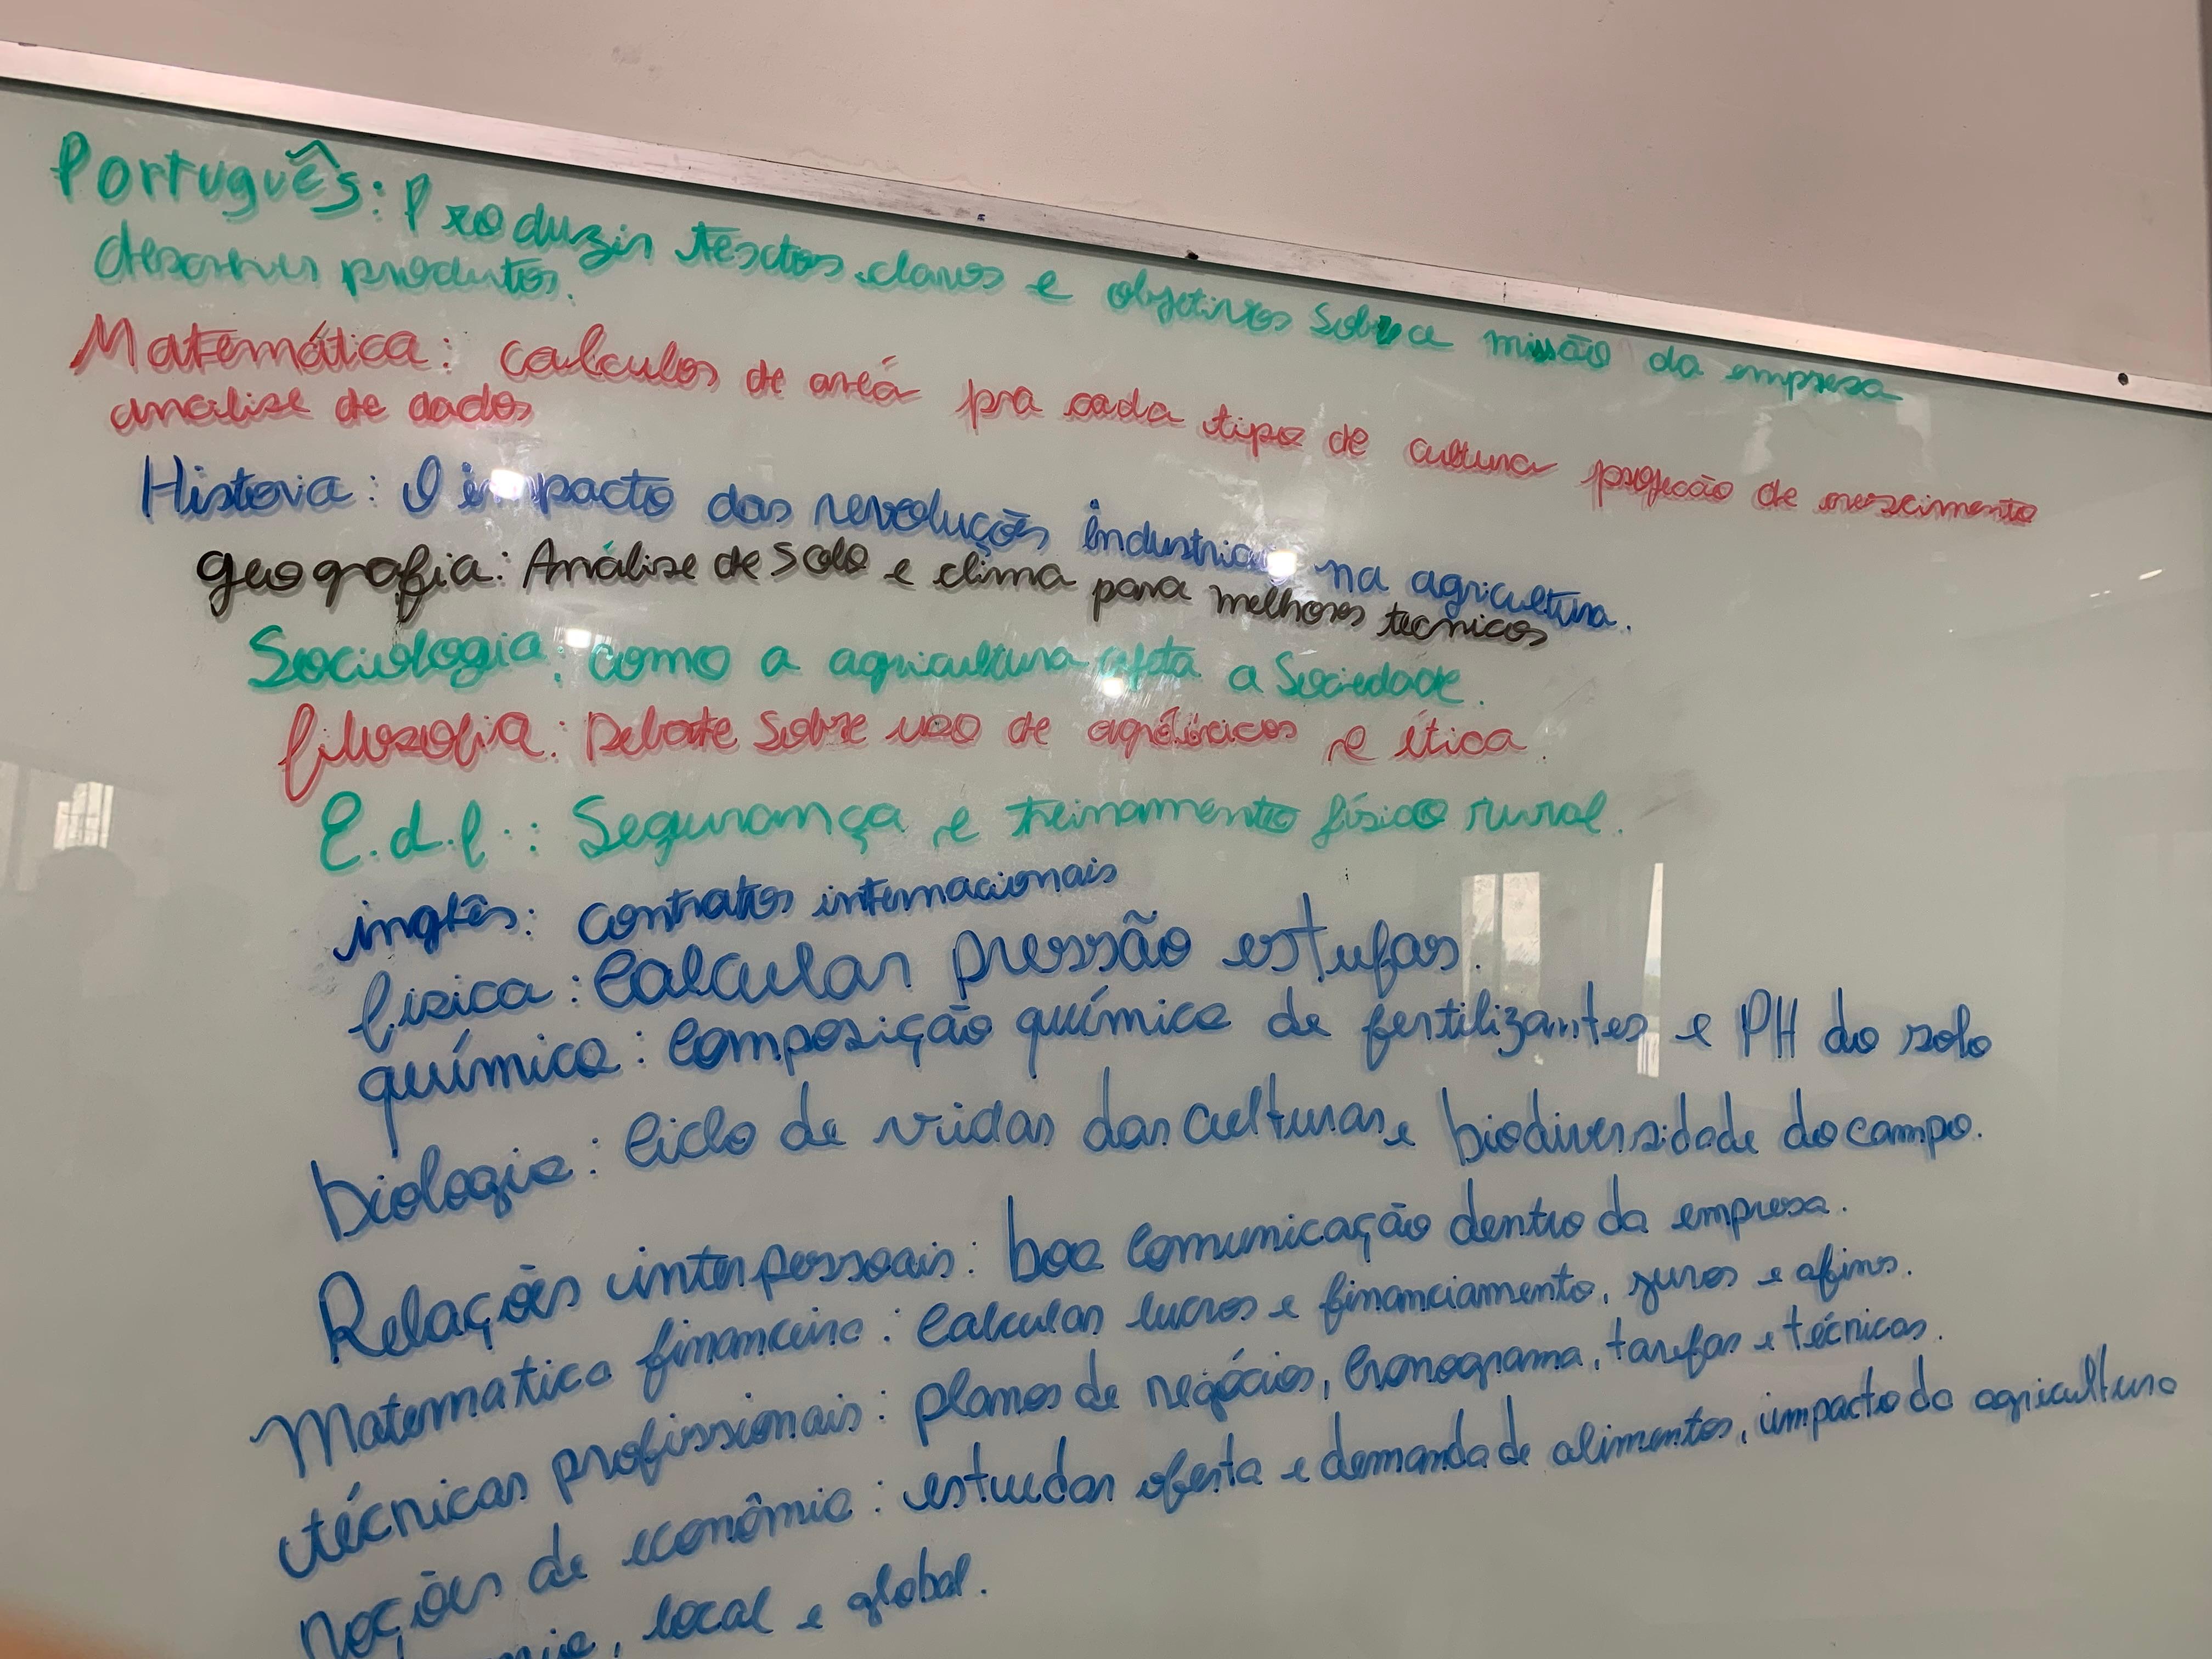 Português: Produzir textos claros e objetivos sobre a missão da empresa
descrever produtos.
Matemática: calculos de areá pra cada tipo de cultura projecão de crescimento
analise de dados
Historia: O impacto das revoluções industriais na agricultura.
geografia: Análise de solo e clima para melhores tecnicos
Sociologia: como a agricultura afeta a Sociedade.
filosofia: Debate Sobre uso de e ética
E.d.f.: Segurança e treinamento físico rural.
inglês: contratos internacionais
física: Calcular pressão estufas.
química: Composição química de fertilizantes e PH do solo
biologia: Ciclo de vidas das culturas e biodiversidade do campo.
Relações interpessoais: boa Comunicação dentro da empresa.
Matematica financeira: Calcular lucros e financiamento, juros e afins.
técnicas profissionais: planos de negócios, Cronograma, tarefas e técnicas.
noções de econômia: estudar oferta e demanda de alimentos, impacto da agricultura
local e global.